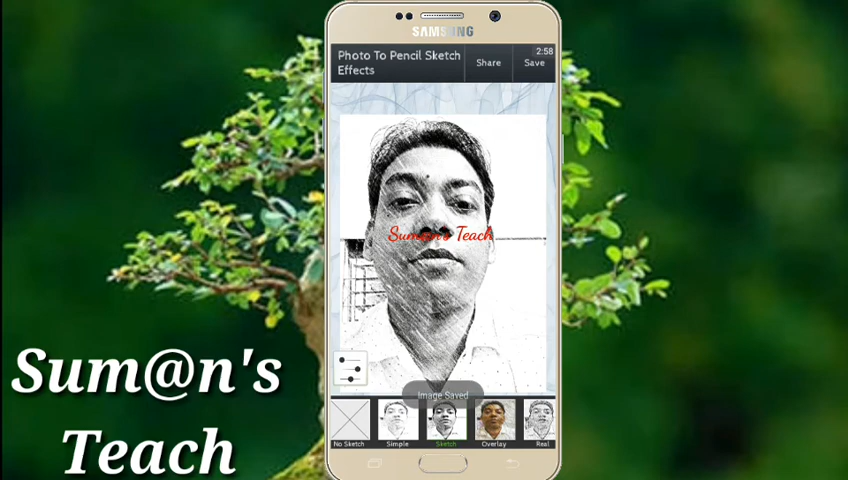 SAMSUNG
2:58
Photo To Pencil Sketch
Effects
Share
Save
Sum@n's Teach
Image Saved
No Sketch
Simple
Sketch
Overlay
Real
Sum@n's
Teach